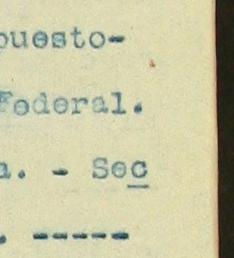 puesto-
Federal.
a. - Sec
. -----